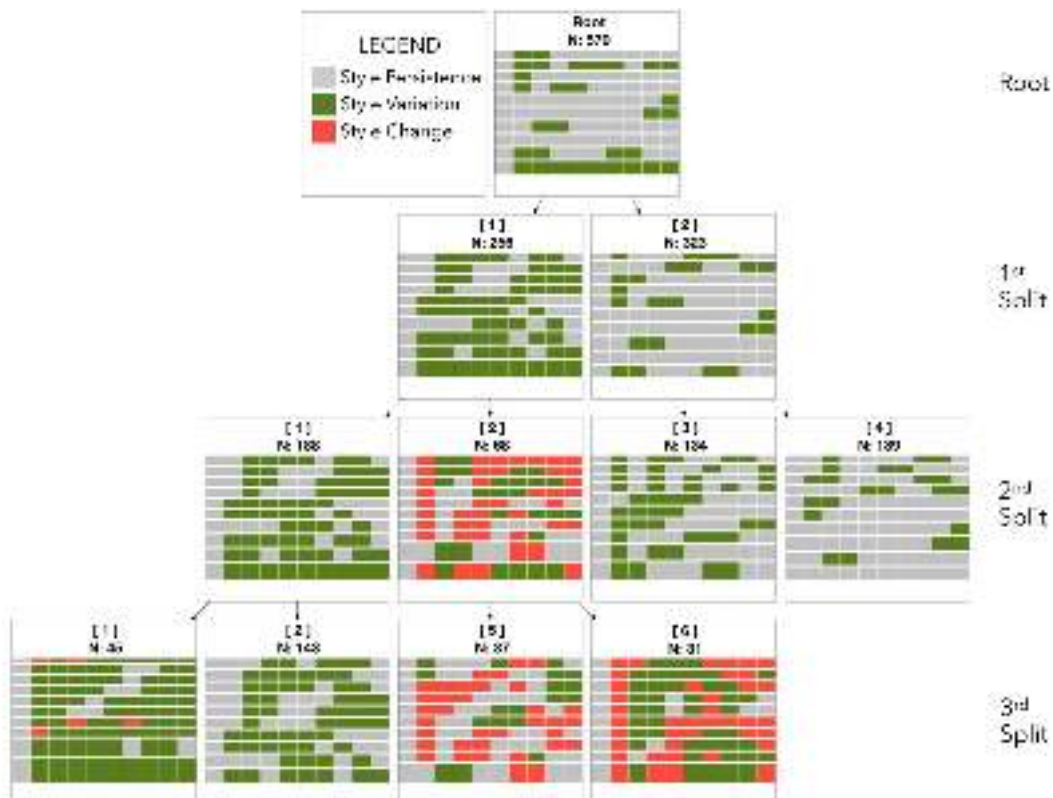 LEGEND
Style Persistence
Style Variation
Style Change
Root
N: 579
Root
[ 1 ]
N: 256
[ 2 ]
N: 323
1st
Split
[ 1 ]
N: 188
[ 2 ]
N: 68
[ 3 ]
N: 134
[ 4 ]
N: 189
2nd
Split
[ 1 ]
N: 45
[ 2 ]
N: 143
[ 5 ]
N: 37
[ 6 ]
N: 31
3rd
Split